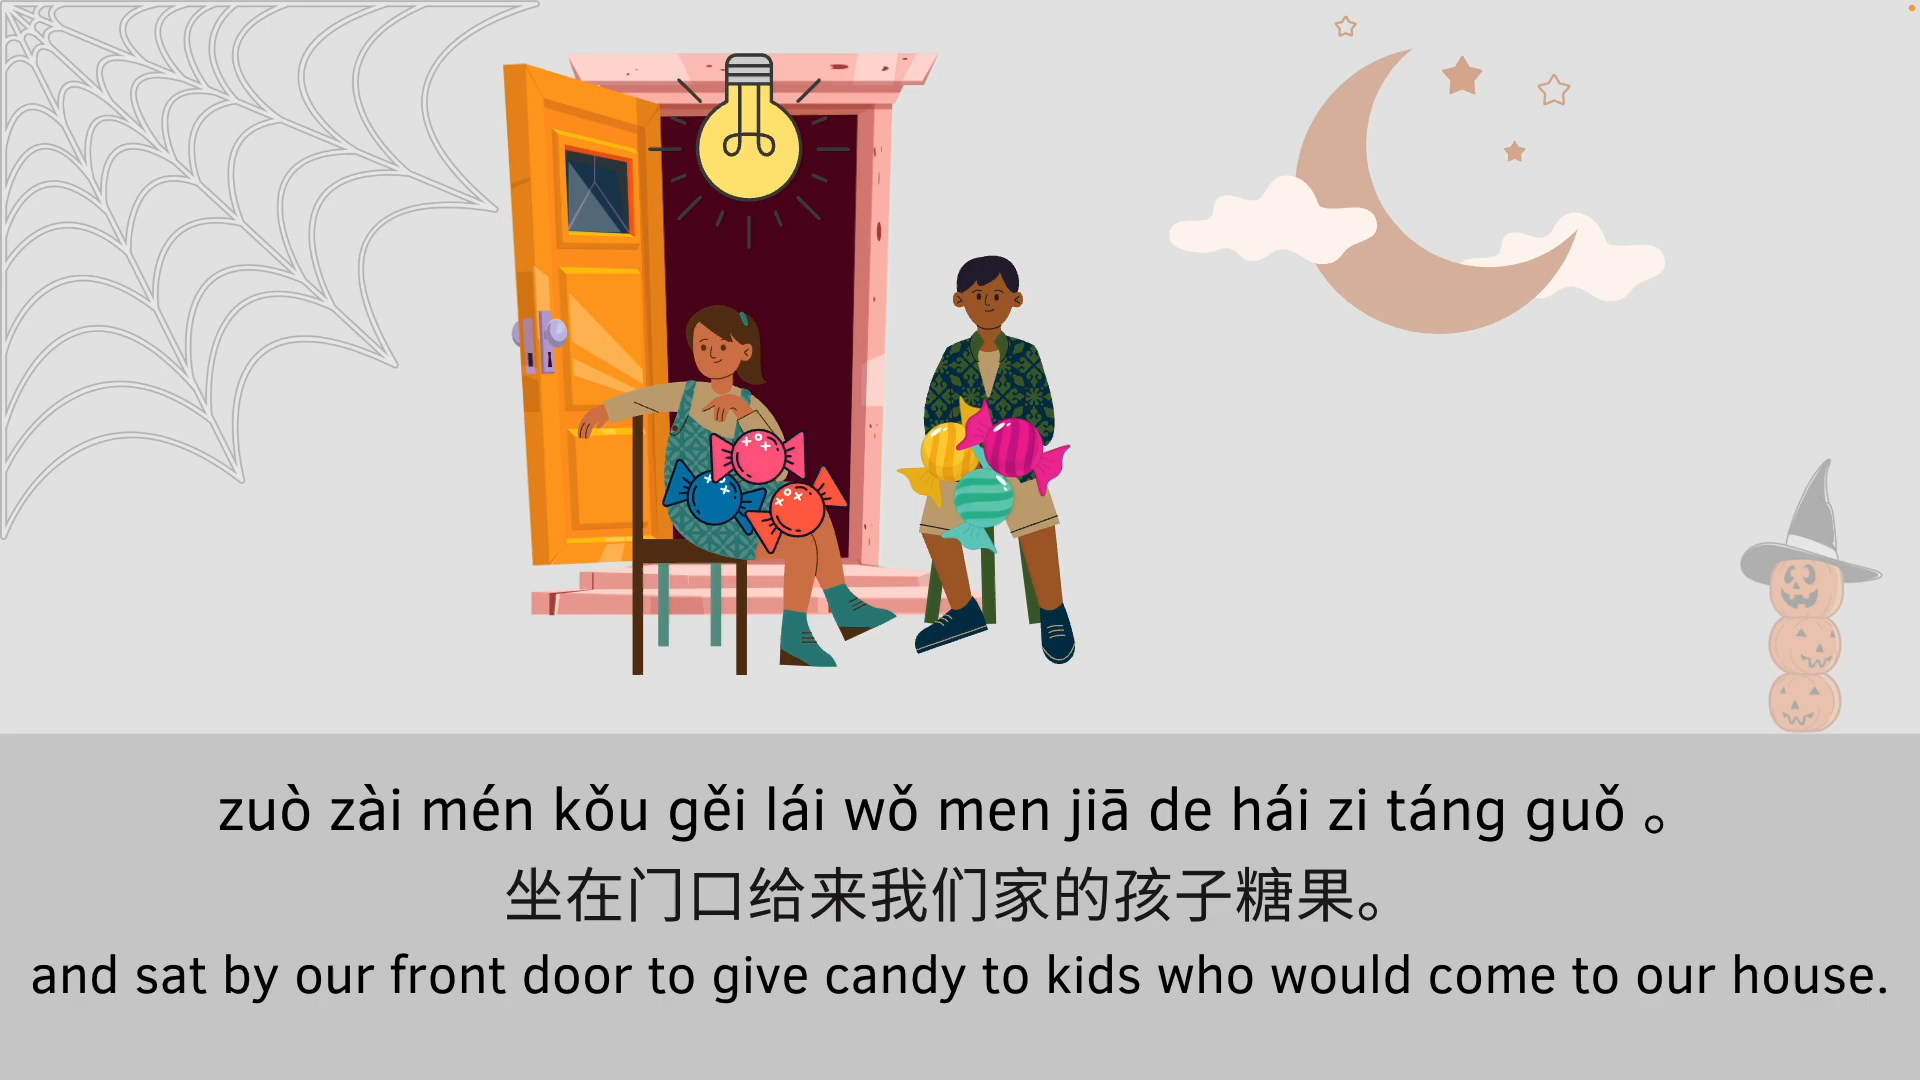 zuò zài mén kǒu gěi lái wǒ men jiā de hái zi táng guǒ 。
坐在门口给来我们家的孩子糖果。
and sat by our front door to give candy to kids who would come to our house.